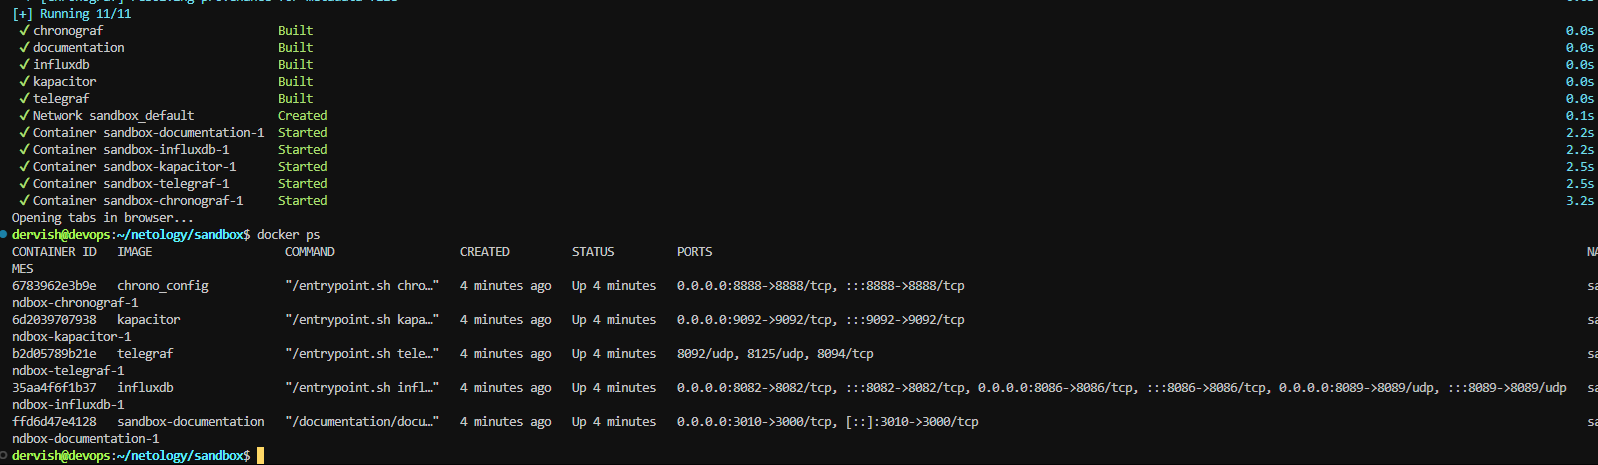 [+] Running 11/11
✓ chronograf Built 0.0s
✓ documentation Built 0.0s
✓ influxdb Built 0.0s
✓ kapacitor Built 0.0s
✓ telegraf Built 0.0s
✓ Network sandbox_default Created 0.1s
✓ Container sandbox-documentation-1 Started 2.2s
✓ Container sandbox-influxdb-1 Started 2.2s
✓ Container sandbox-kapacitor-1 Started 2.5s
✓ Container sandbox-telegraf-1 Started 2.5s
✓ Container sandbox-chronograf-1 Started 3.2s
Opening tabs in browser...
dervish@devops:~/netology/sandbox$ docker ps
CONTAINER ID IMAGE COMMAND CREATED STATUS PORTS NA
MES
6783962e3b9e chrono_config "/entrypoint.sh chro…" 4 minutes ago Up 4 minutes 0.0.0.0:8888->8888/tcp, :::8888->8888/tcp sa
ndbox-chronograf-1
6d2039707938 kapacitor "/entrypoint.sh kapa…" 4 minutes ago Up 4 minutes 0.0.0.0:9092->9092/tcp, :::9092->9092/tcp sa
ndbox-kapacitor-1
b2d05789b21e telegraf "/entrypoint.sh tele…" 4 minutes ago Up 4 minutes 8092/udp, 8125/udp, 8094/tcp sa
ndbox-telegraf-1
35aa4f6f1b37 influxdb "/entrypoint.sh infl…" 4 minutes ago Up 4 minutes 0.0.0.0:8082->8082/tcp, :::8082->8082/tcp, 0.0.0.0:8086->8086/tcp, :::8086->8086/tcp, 0.0.0.0:8089->8089/udp, :::8089->8089/udp sa
ndbox-influxdb-1
ffd6d47e4128 sandbox-documentation "/documentation/docu…" 4 minutes ago Up 4 minutes 0.0.0.0:3010->3000/tcp, [::]:3010->3000/tcp sa
ndbox-documentation-1
dervish@devops:~/netology/sandbox$